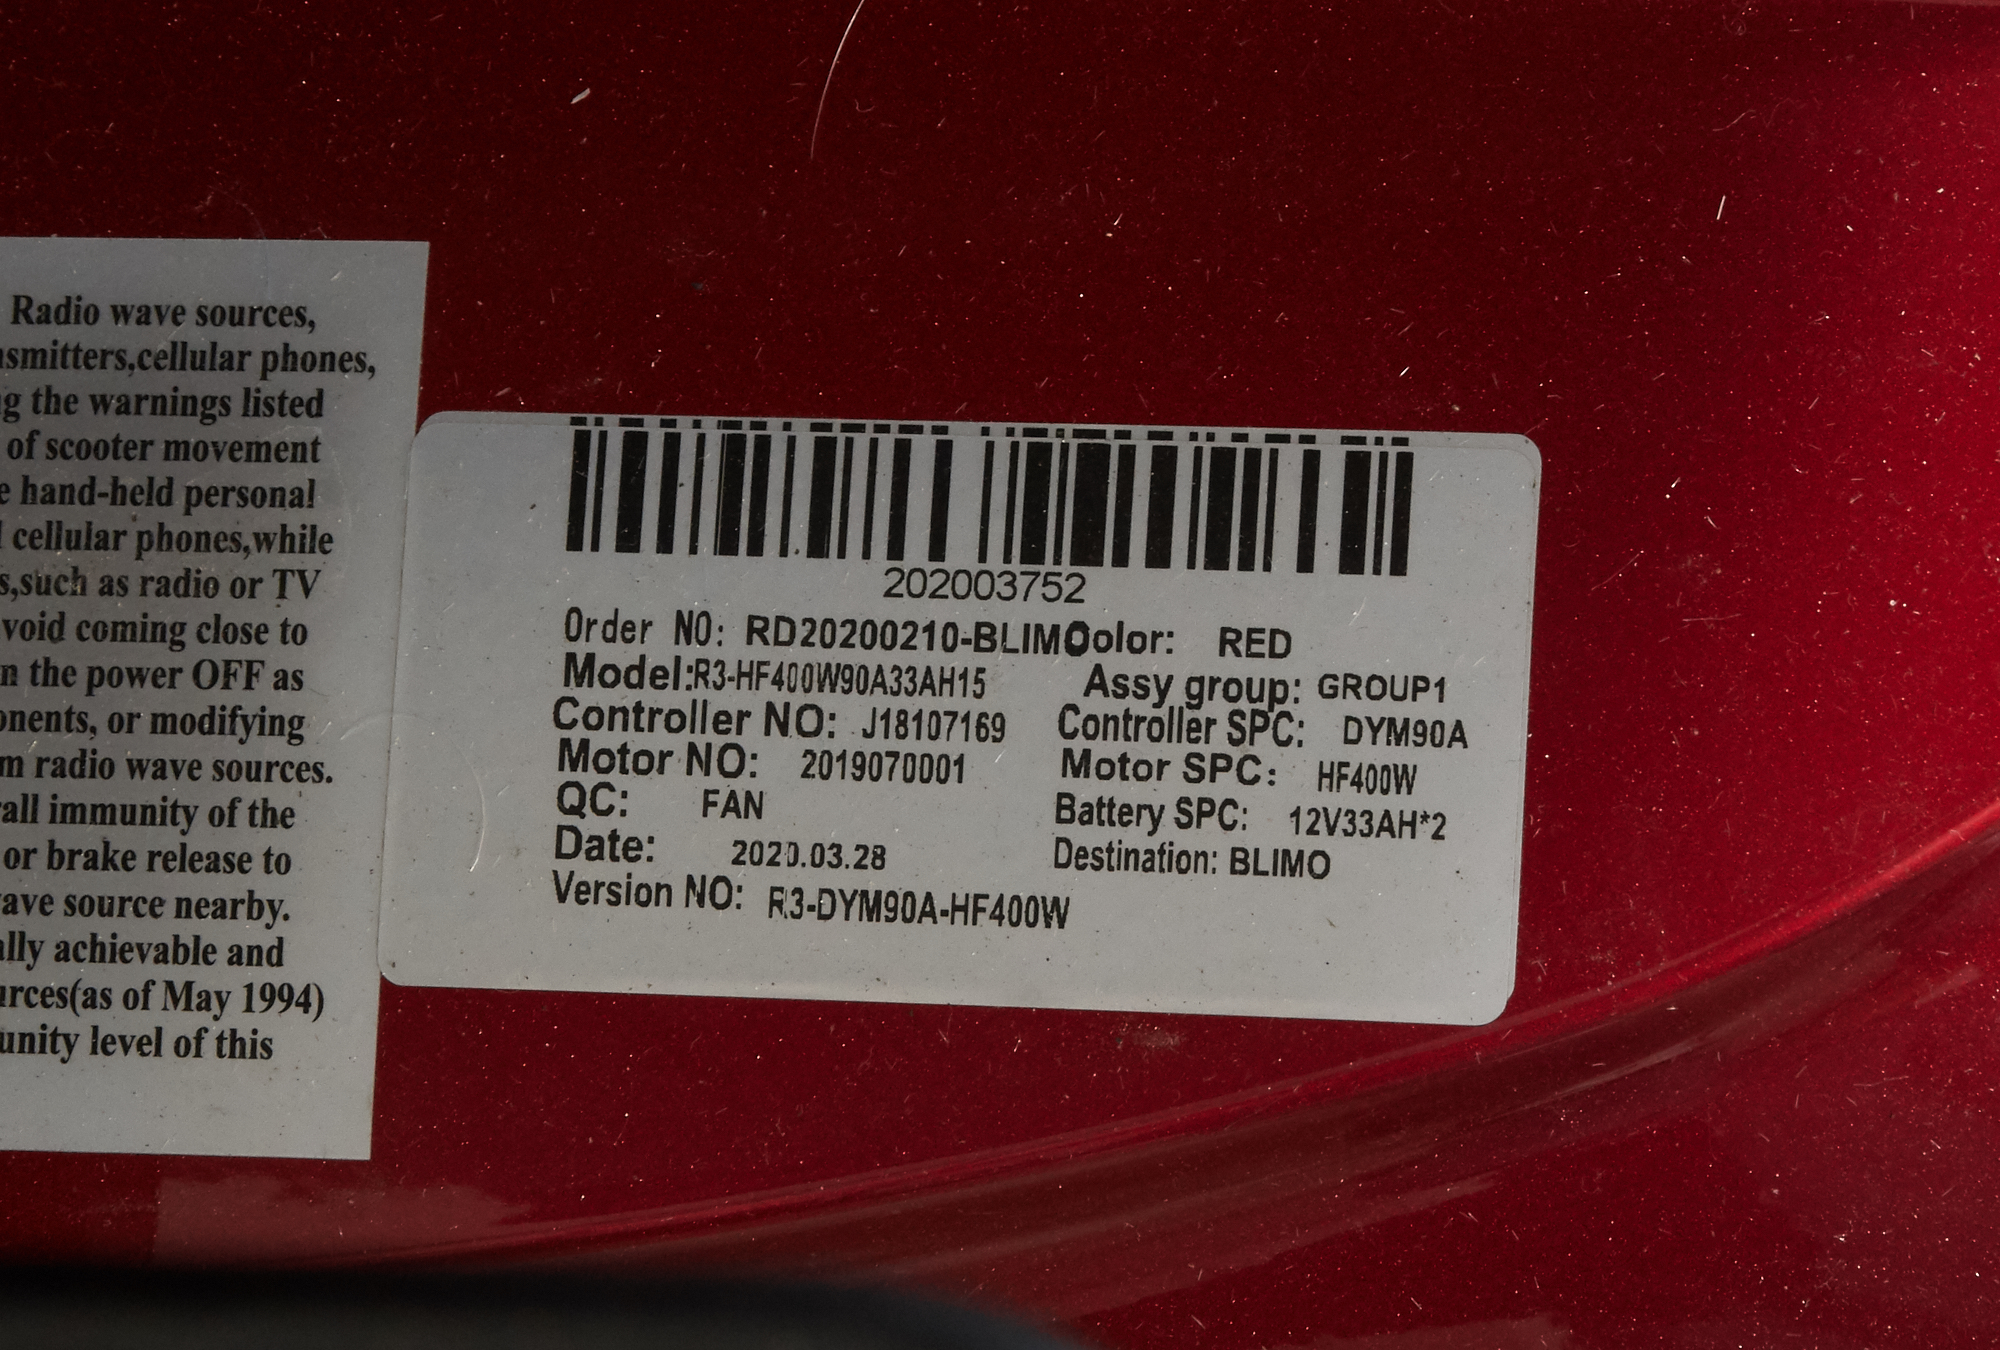 Radio wave sources,
smitters,cellular phones,
g the warnings listed
of scooter movement
e hand-held personal
cellular phones,while
s,such as radio or TV
void coming close to
n the power OFF as
onents, or modifying
m radio wave sources.
all immunity of the
or brake release to
ave source nearby.
ally achievable and
urces(as of May 1994)
unity level of this
202003752
Order NO: RD20200210-BLIMOolor: RED
Model:R3-HF400W90A33AH15 Assy group: GROUP1
Controller NO: J18107169 Controller SPC: DYM90A
Motor NO: 2019070001 Motor SPC: HF400W
QC: FAN Battery SPC: 12V33AH*2
Date: 2020.03.28 Destination: BLIMO
Version NO: R3-DYM90A-HF400W